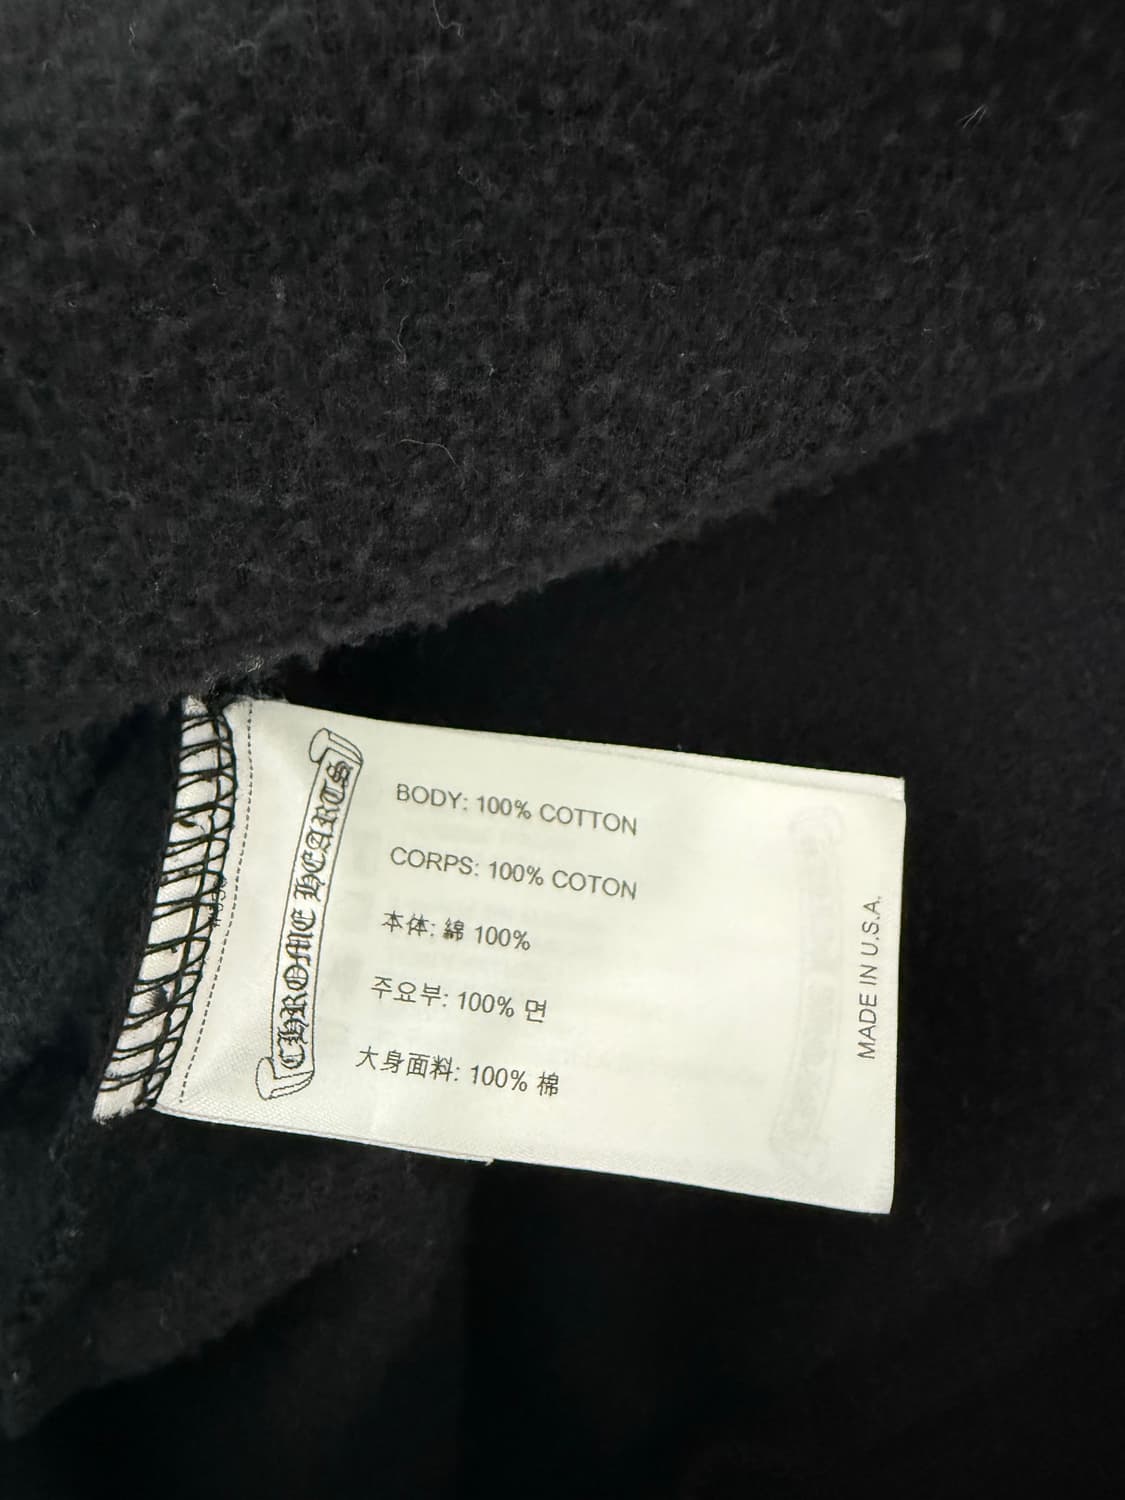 CHROME HEARTS
BODY: 100% COTTON
CORPS: 100% COTON
本体: 綿 100%
주요부: 100% 면
大身面料: 100% 棉
MADE IN U.S.A.